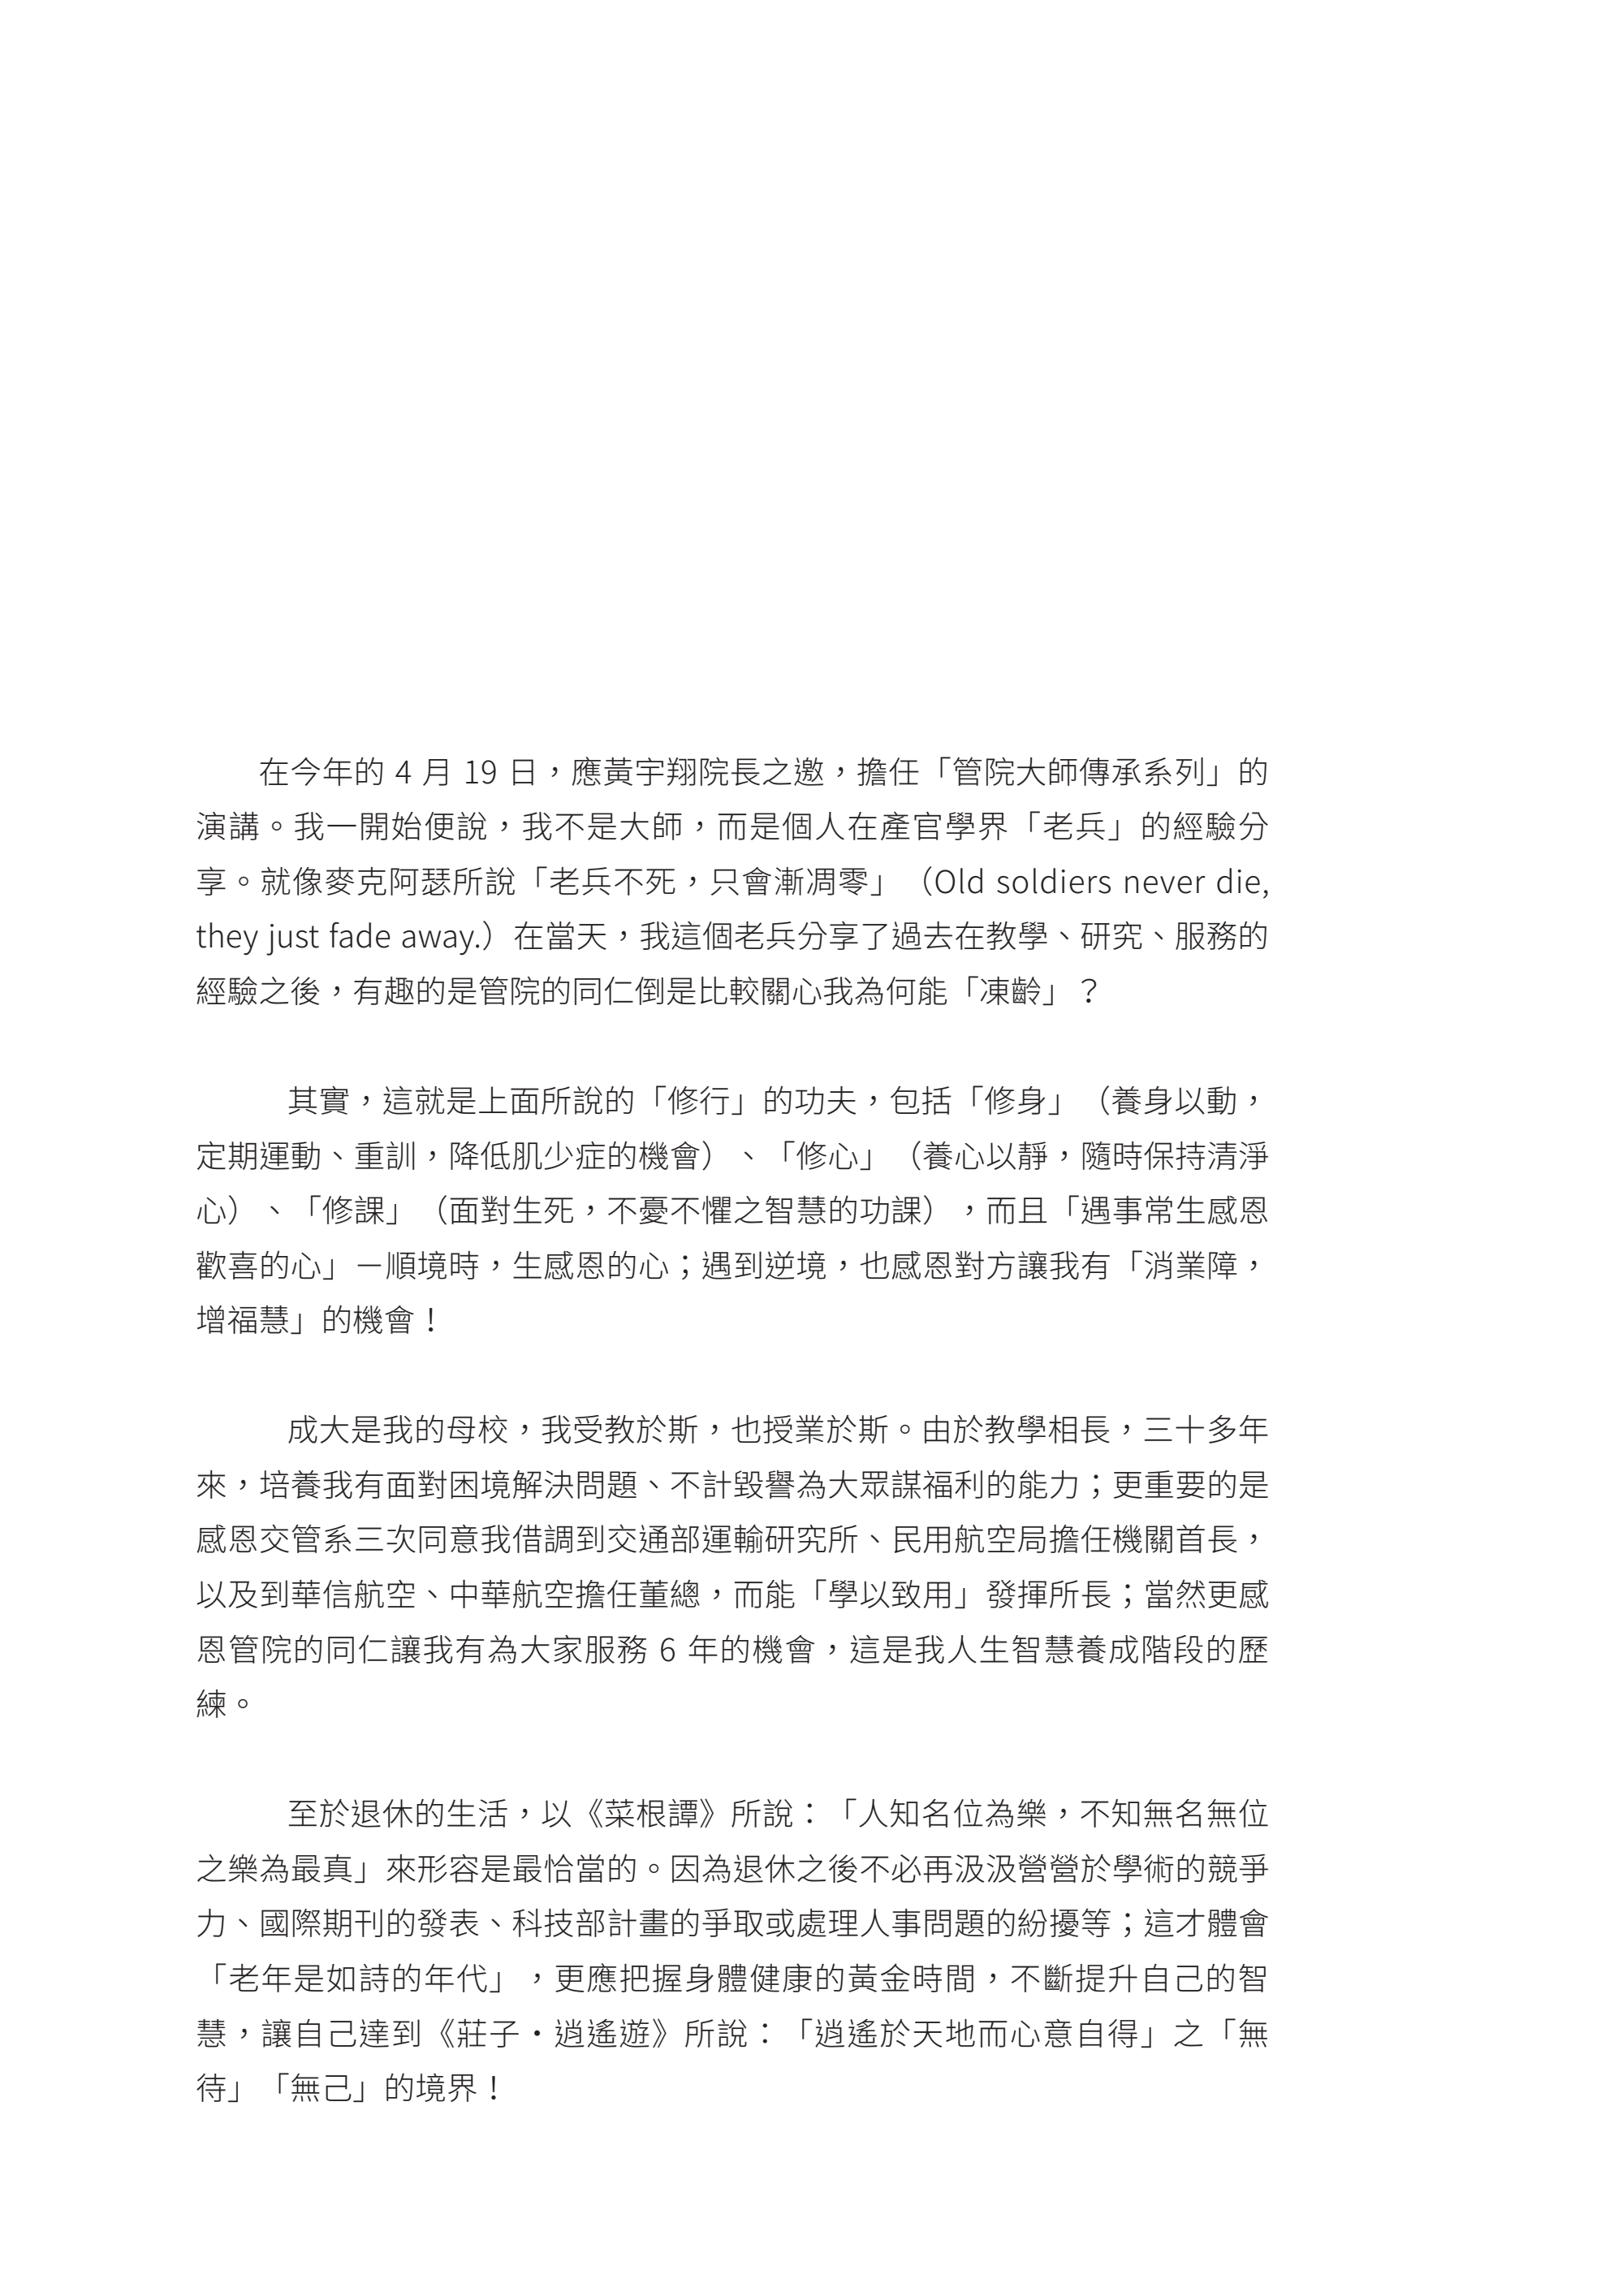 在今年的 4 月 19 日，應黃宇翔院長之邀，擔任「管院大師傳承系列」的
演講。我一開始便說，我不是大師，而是個人在產官學界「老兵」的經驗分
享。就像麥克阿瑟所說「老兵不死，只會漸凋零」（Old soldiers never die,
they just fade away.）在當天，我這個老兵分享了過去在教學、研究、服務的
經驗之後，有趣的是管院的同仁倒是比較關心我為何能「凍齡」？
其實，這就是上面所說的「修行」的功夫，包括「修身」（養身以動，
定期運動、重訓，降低肌少症的機會）、「修心」（養心以靜，隨時保持清淨
心）、「修課」（面對生死，不憂不懼之智慧的功課），而且「遇事常生感恩
歡喜的心」－順境時，生感恩的心；遇到逆境，也感恩對方讓我有「消業障，
增福慧」的機會！
成大是我的母校，我受教於斯，也授業於斯。由於教學相長，三十多年
來，培養我有面對困境解決問題、不計毀譽為大眾謀福利的能力；更重要的是
感恩交管系三次同意我借調到交通部運輸研究所、民用航空局擔任機關首長，
以及到華信航空、中華航空擔任董總，而能「學以致用」發揮所長；當然更感
恩管院的同仁讓我有為大家服務 6 年的機會，這是我人生智慧養成階段的歷
練。
至於退休的生活，以《菜根譚》所說：「人知名位為樂，不知無名無位
之樂為最真」來形容是最恰當的。因為退休之後不必再汲汲營營於學術的競爭
力、國際期刊的發表、科技部計畫的爭取或處理人事問題的紛擾等；這才體會
「老年是如詩的年代」，更應把握身體健康的黃金時間，不斷提升自己的智
慧，讓自己達到《莊子・逍遙遊》所說：「逍遙於天地而心意自得」之「無
待」「無己」的境界！